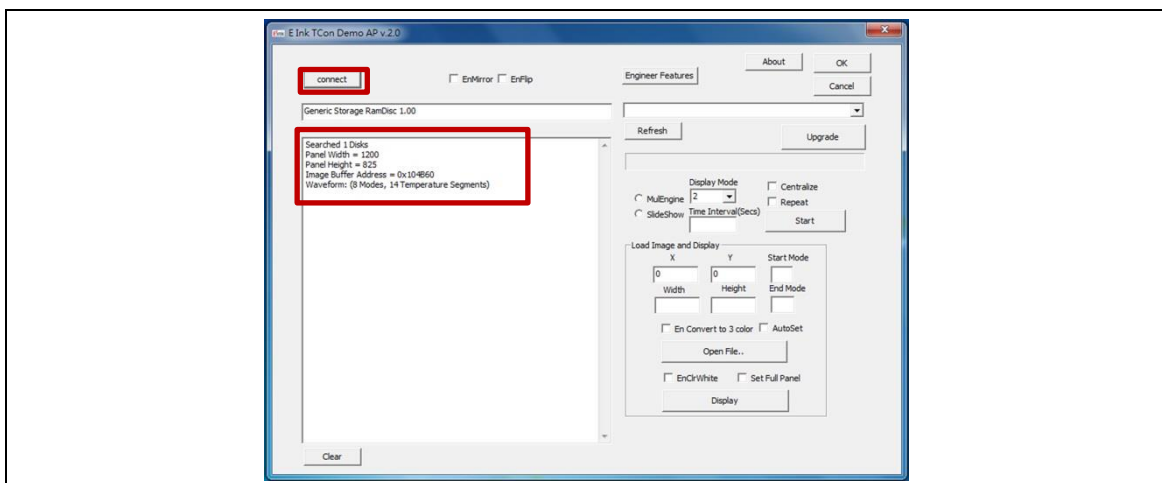 E Ink TCon Demo AP v.2.0
connect
EnMirror
EnFlip
Engineer Features
About
OK
Cancel
Generic Storage RamDisc 1.00
Refresh
Upgrade
Searched 1 Disks
Panel Width = 1200
Panel Height = 825
Image Buffer Address = 0x104B60
Waveform: (8 Modes, 14 Temperature Segments)
Display Mode
Centralize
MulEngine
2
Repeat
SlideShow
Time Interval(Secs)
Start
Load Image and Display
X Y Start Mode
0 0
Width Height End Mode
En Convert to 3 color
AutoSet
Open File..
EnClrWhite
Set Full Panel
Display
Clear